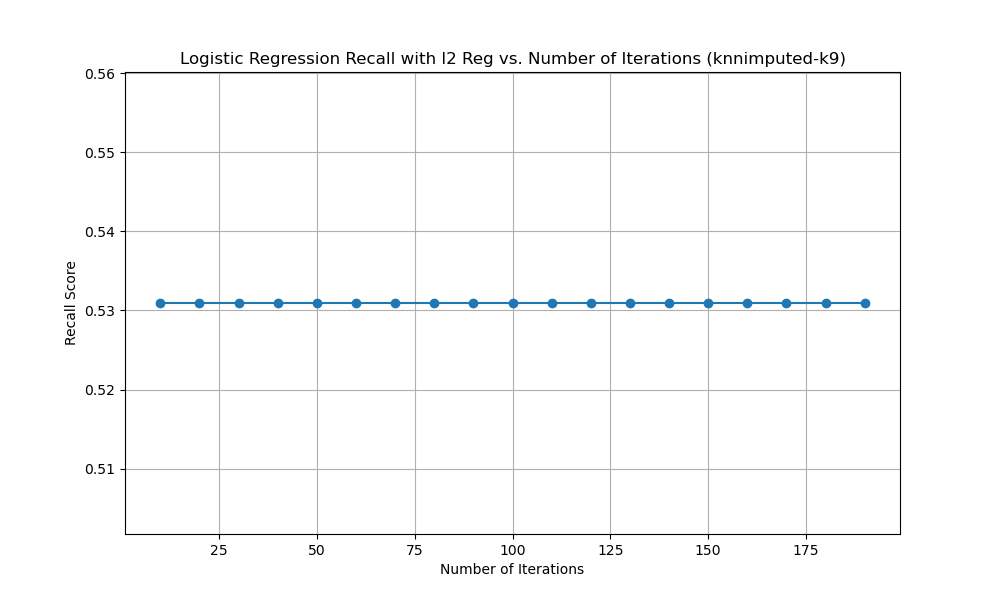 Logistic Regression Recall with l2 Reg vs. Number of Iterations (knnimputed-k9)
0.56
0.55
0.54
0.53
0.52
0.51
Recall Score
25 50 75 100 125 150 175
Number of Iterations